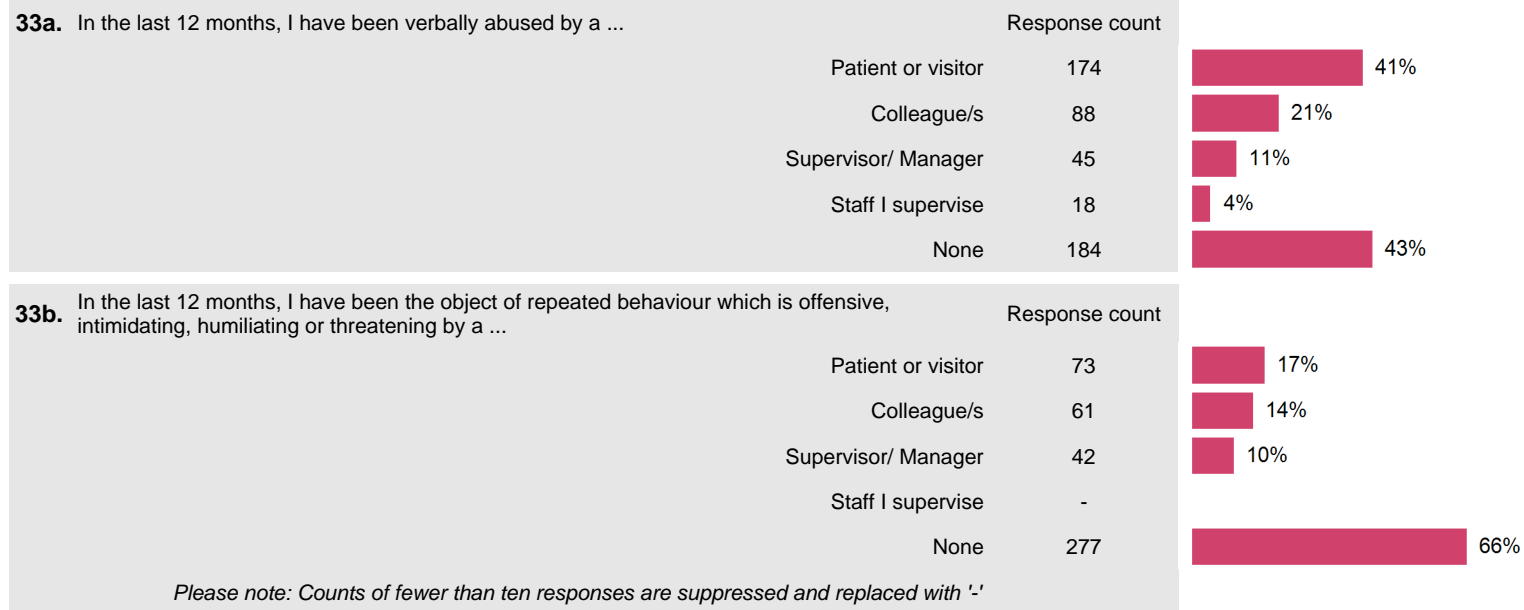 33a. In the last 12 months, I have been verbally abused by a ... Response count
Patient or visitor 174 41%
Colleague/s 88 21%
Supervisor/ Manager 45 11%
Staff I supervise 18 4%
None 184 43%
33b. In the last 12 months, I have been the object of repeated behaviour which is offensive,
intimidating, humiliating or threatening by a ... Response count
Patient or visitor 73 17%
Colleague/s 61 14%
Supervisor/ Manager 42 10%
Staff I supervise -
None 277 66%
Please note: Counts of fewer than ten responses are suppressed and replaced with '-'